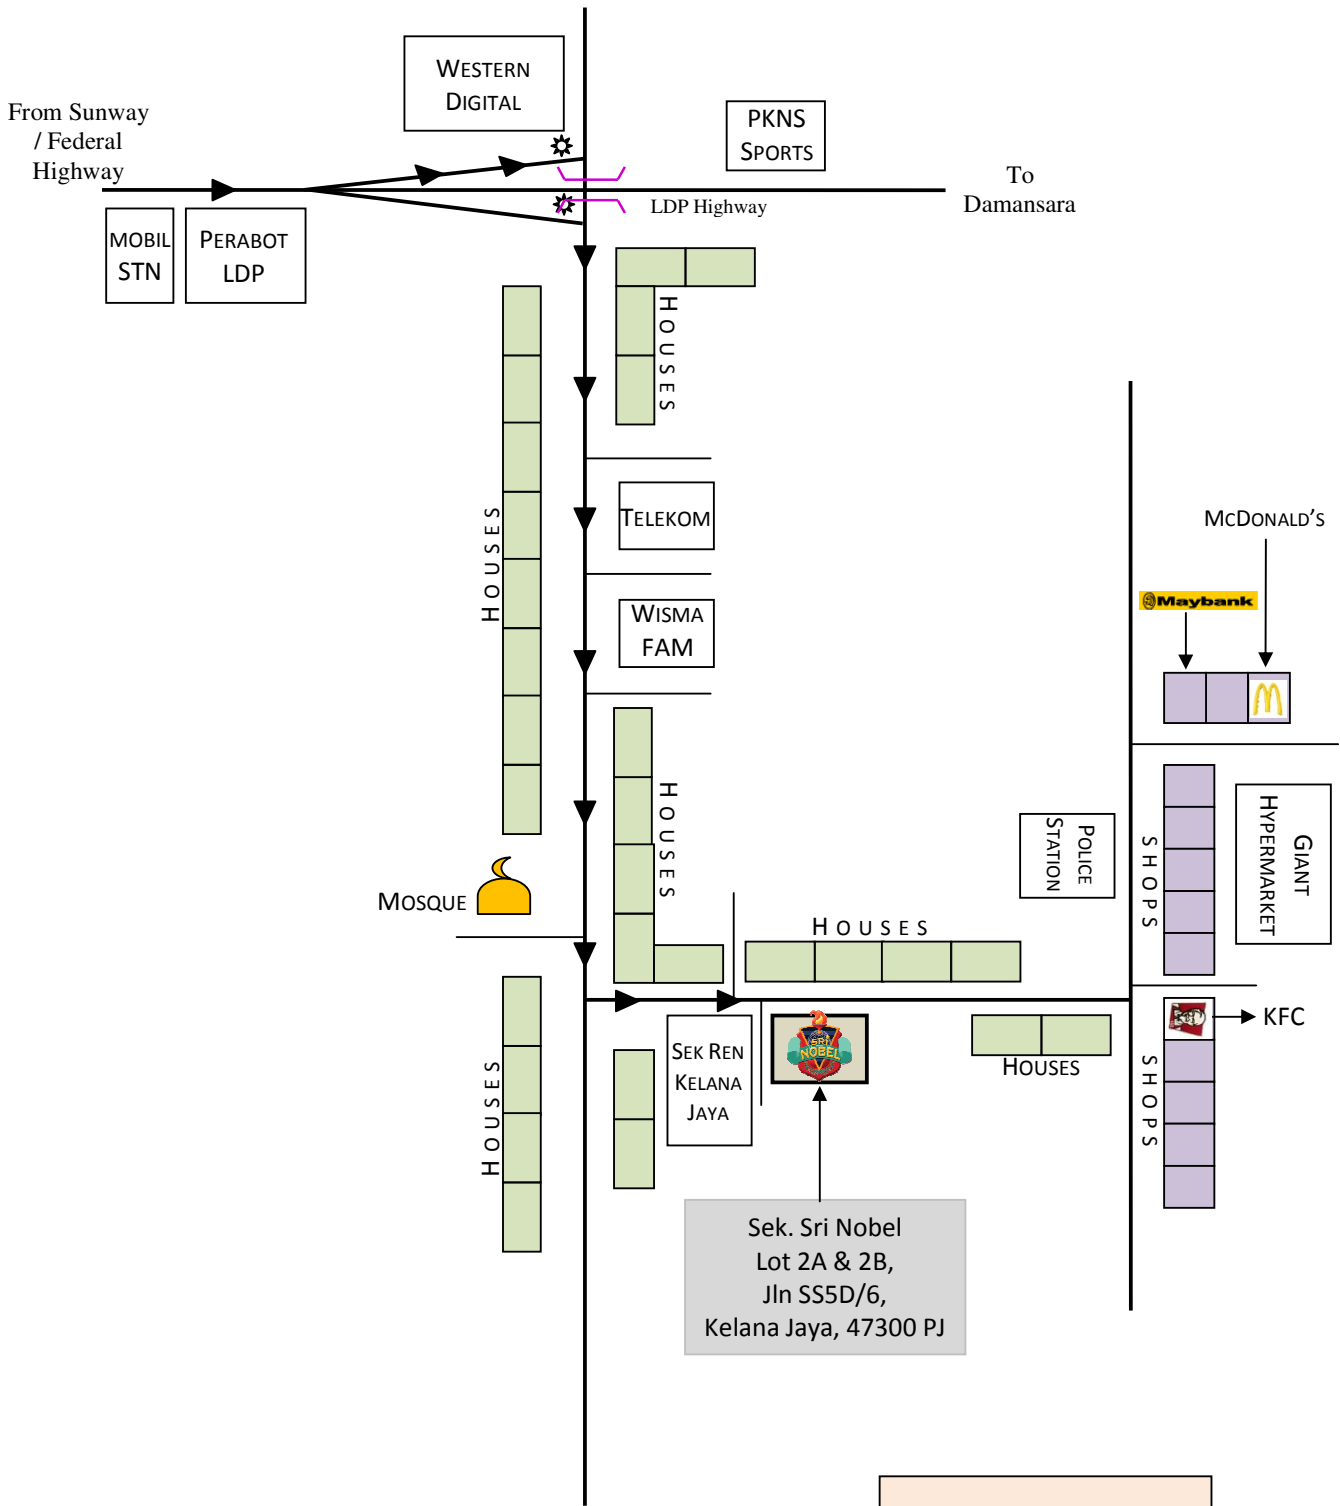 WESTERN
DIGITAL
From Sunway
/ Federal
Highway
PKNS
SPORTS
To
Damansara
LDP Highway
MOBIL
STN
PERABOT
LDP
HOUSES
HOUSES
TELEKOM
MCDONALD'S
Maybank
WISMA
FAM
HOUSES
POLICE
STATION
SHOPS
GIANT
HYPERMARKET
MOSQUE
HOUSES
KFC
SEK REN
KELANA
JAYA
SRI
NOBEL
HOUSES
HOUSES
SHOPS
Sek. Sri Nobel
Lot 2A & 2B,
Jln SS5D/6,
Kelana Jaya, 47300 PJ